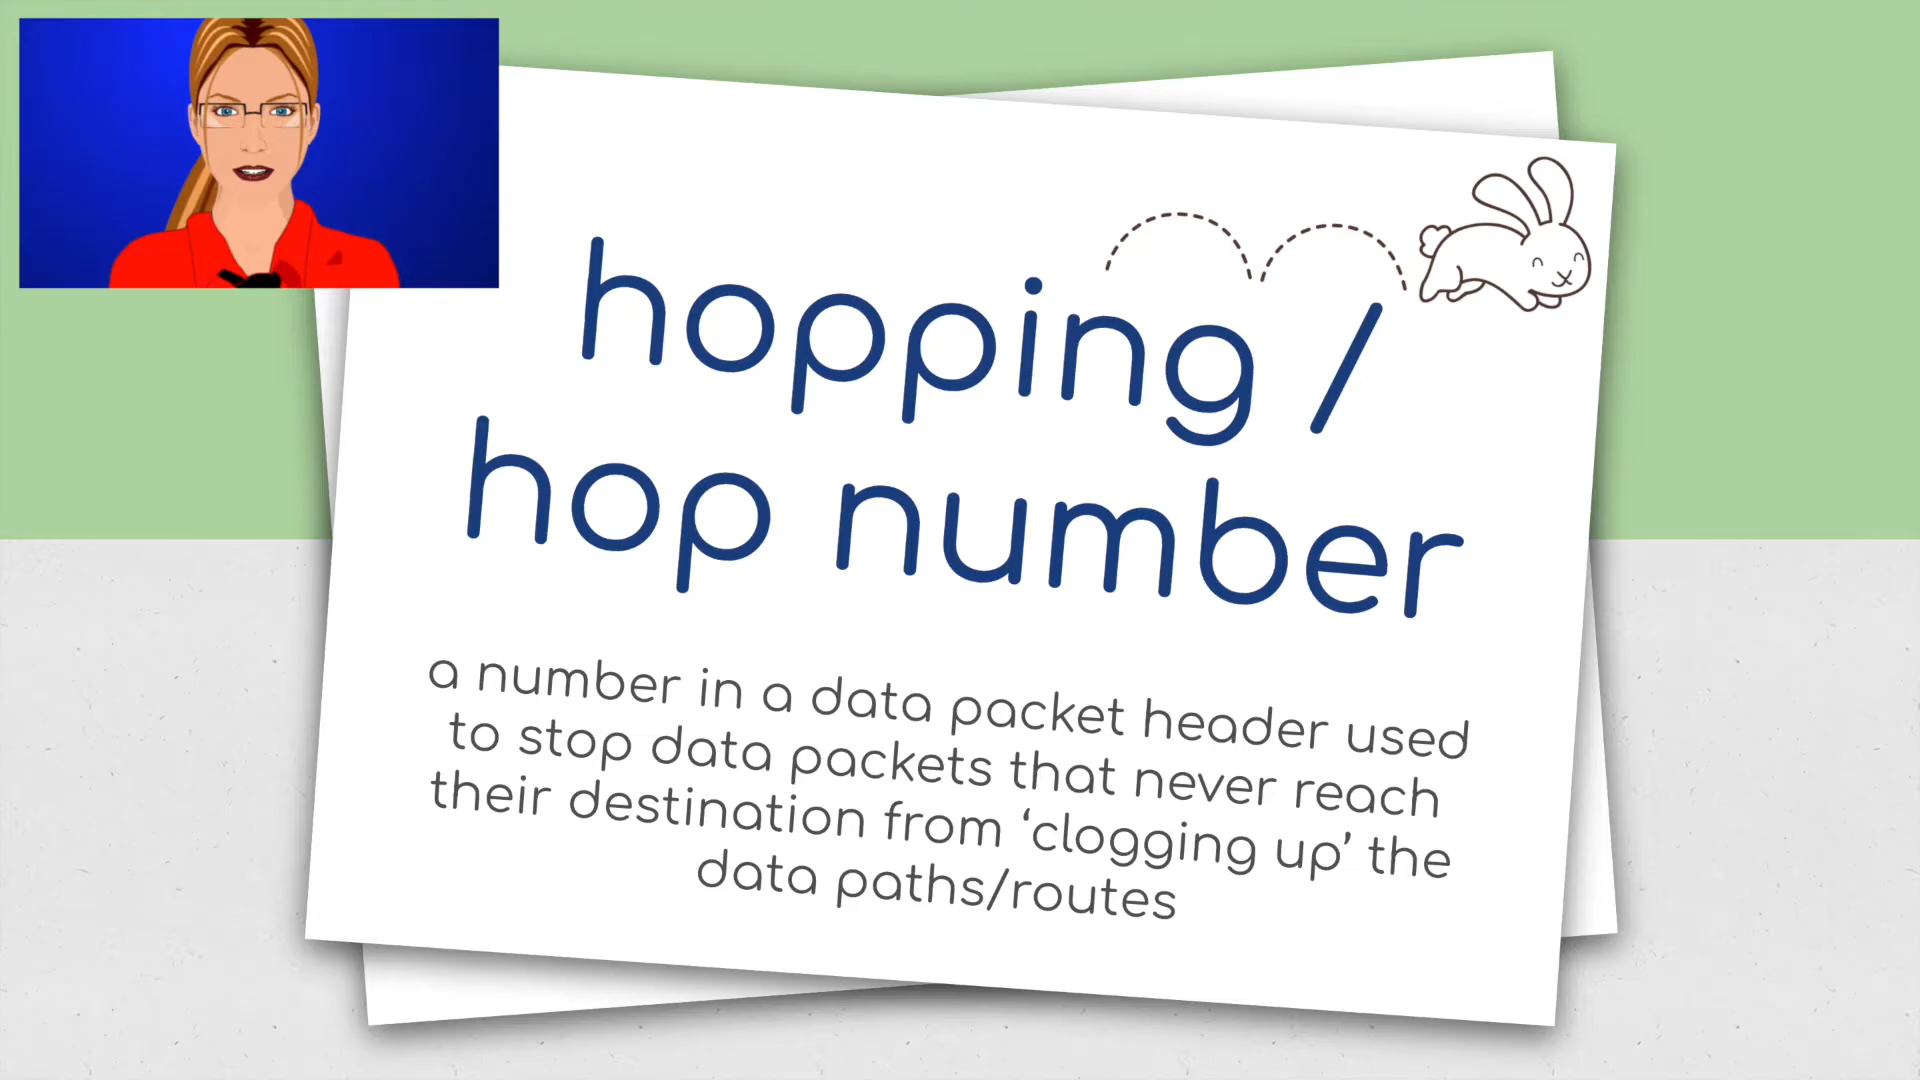 hopping /
hop number
a number in a data packet header used
to stop data packets that never reach
their destination from ‘clogging up’ the
data paths/routes